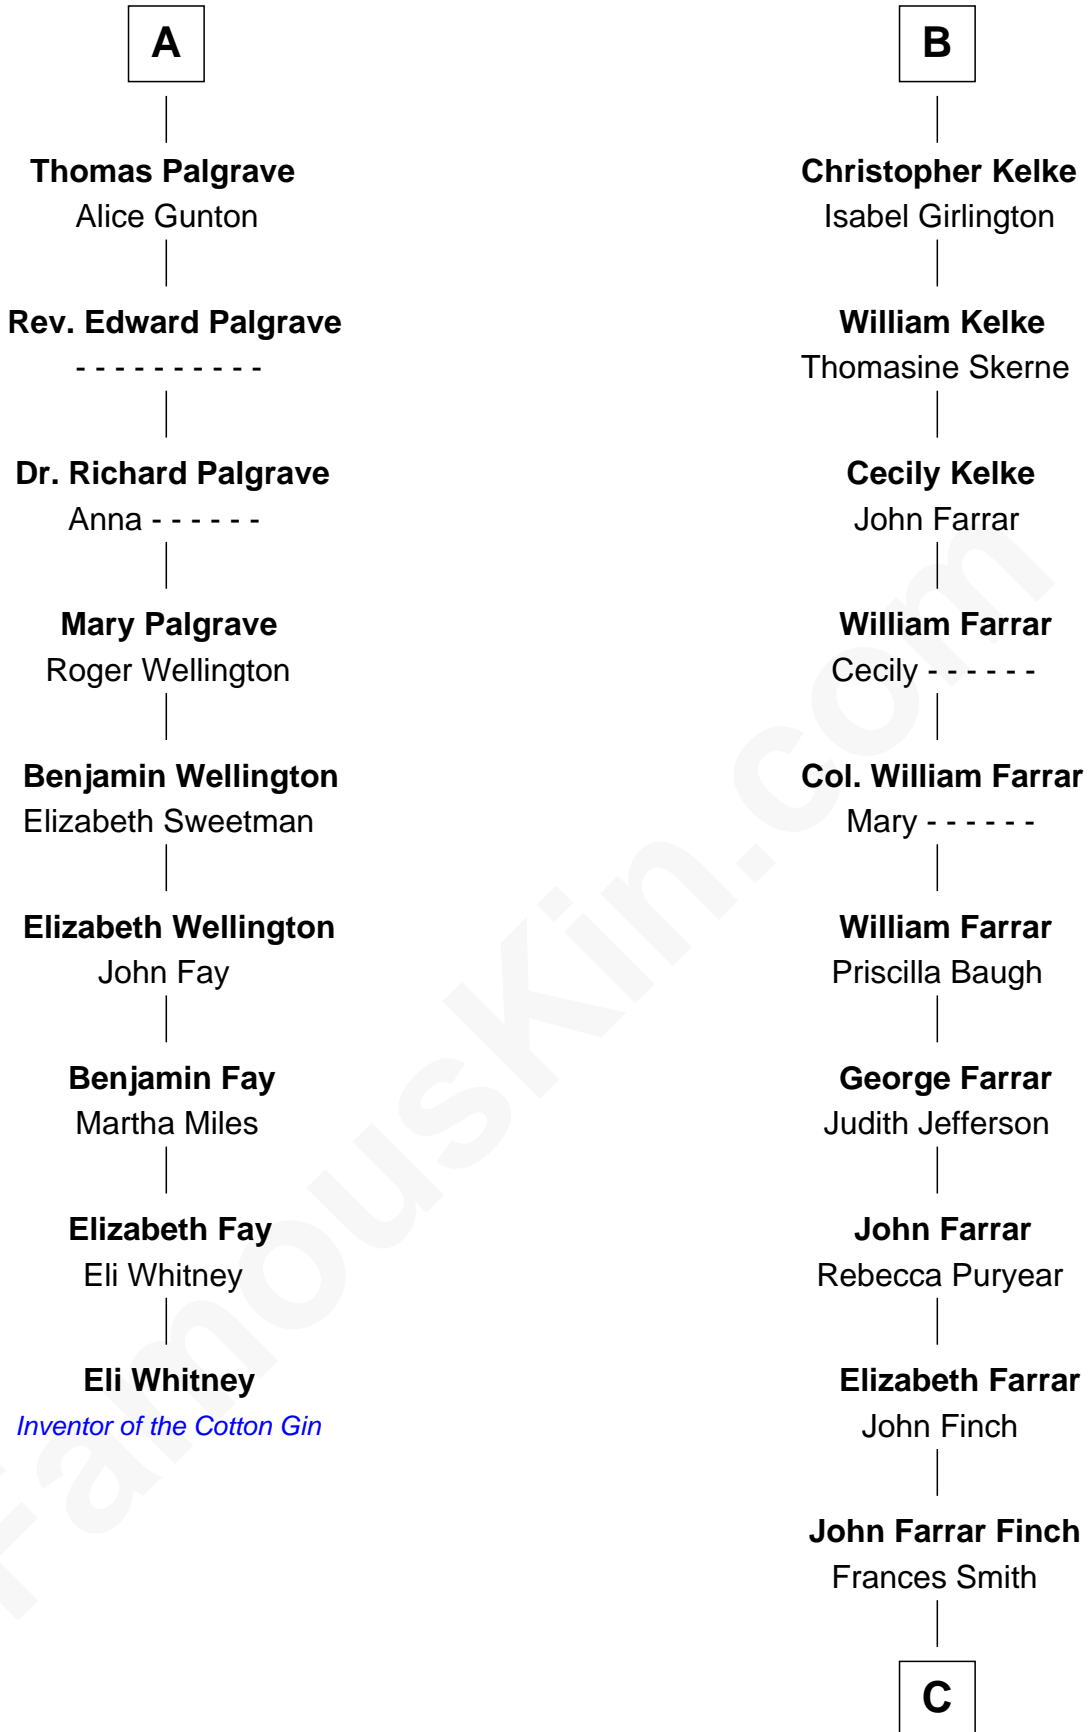 A
Thomas Palgrave
Alice Gunton
Rev. Edward Palgrave
- - - - - - - - - -
Dr. Richard Palgrave
Anna - - - - - -
Mary Palgrave
Roger Wellington
Benjamin Wellington
Elizabeth Sweetman
Elizabeth Wellington
John Fay
Benjamin Fay
Martha Miles
Elizabeth Fay
Eli Whitney
Eli Whitney
Inventor of the Cotton Gin
B
Christopher Kelke
Isabel Girlington
William Kelke
Thomasine Skerne
Cecily Kelke
John Farrar
William Farrar
Cecily - - - - - -
Col. William Farrar
Mary - - - - - -
William Farrar
Priscilla Baugh
George Farrar
Judith Jefferson
John Farrar
Rebecca Puryear
Elizabeth Farrar
John Finch
John Farrar Finch
Frances Smith
C
FamousKin.com